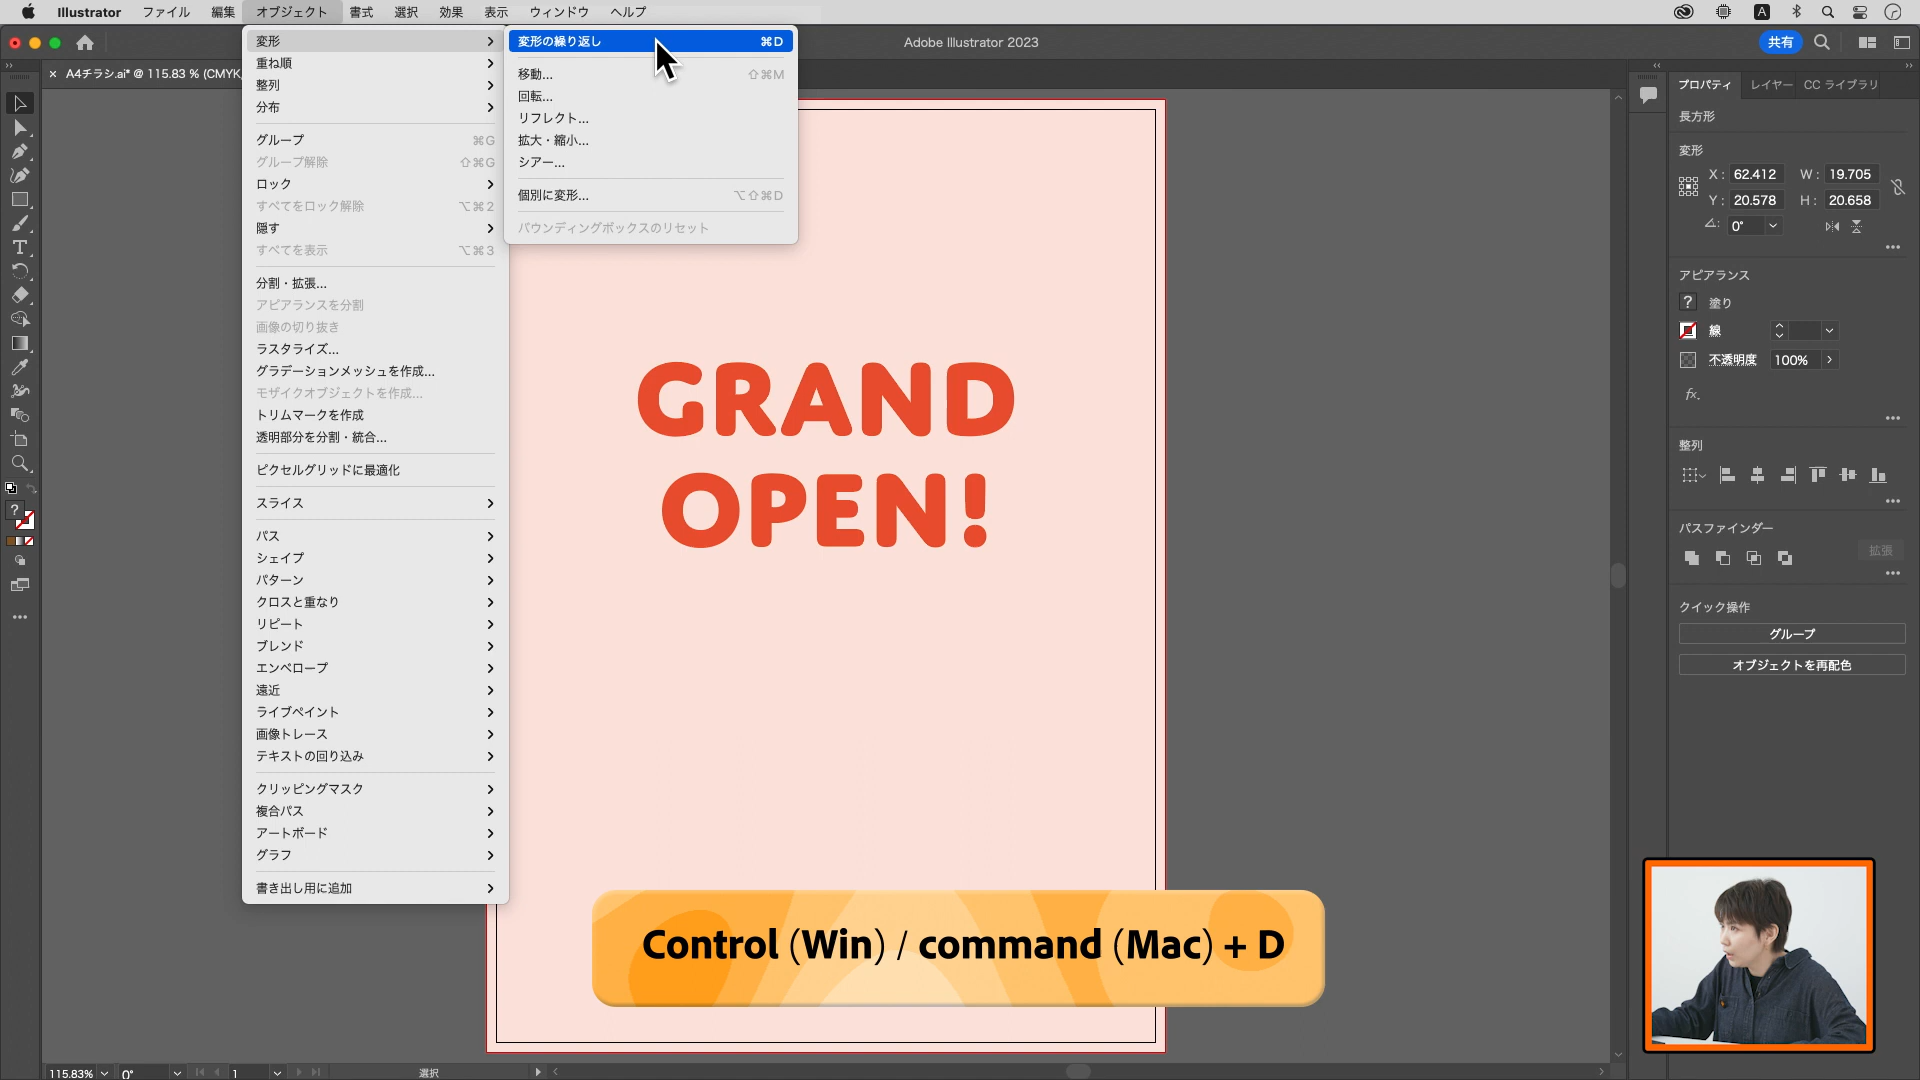 Illustrator ファイル 編集 オブジェクト 書式 選択 効果 表示 ウィンドウ ヘルプ
A
Adobe Illustrator 2023
共有
× A4チラシ.ai* @ 115.83 % (CMYK
変形
重ね順
整列
分布
グループ ⌘G
グループ解除 ⇧⌘G
ロック
すべてをロック解除 ⌥⌘2
隠す
すべてを表示 ⌥⌘3
分割・拡張...
アピアランスを分割
画像の切り抜き
ラスタライズ...
グラデーションメッシュを作成...
モザイクオブジェクトを作成...
トリムマークを作成
透明部分を分割・統合...
ピクセルグリッドに最適化
スライス
パス
シェイプ
パターン
クロスと重なり
リピート
ブレンド
エンベロープ
遠近
ライブペイント
画像トレース
テキストの回り込み
クリッピングマスク
複合パス
アートボード
グラフ
書き出し用に追加
変形の繰り返し ⌘D
移動... ⇧⌘M
回転...
リフレクト...
拡大・縮小...
シアー...
個別に変形... ⌥⇧⌘D
バウンディングボックスのリセット
GRAND
OPEN!
Control (Win) / command (Mac) + D
プロパティ レイヤー CC ライブラリ
長方形
変形
X: 62.412 W: 19.705
Y: 20.578 H: 20.658
0°
アピアランス
? 塗り
線
不透明度 100%
fx.
整列
パスファインダー
拡張
クイック操作
グループ
オブジェクトを再配色
115.83% 0° 1 選択